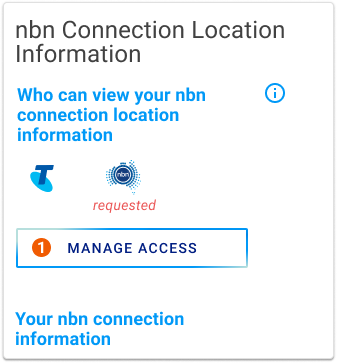 nbn Connection Location
Information
Who can view your nbn
connection location
information
T
nbn
requested
1 MANAGE ACCESS
Your nbn connection
information